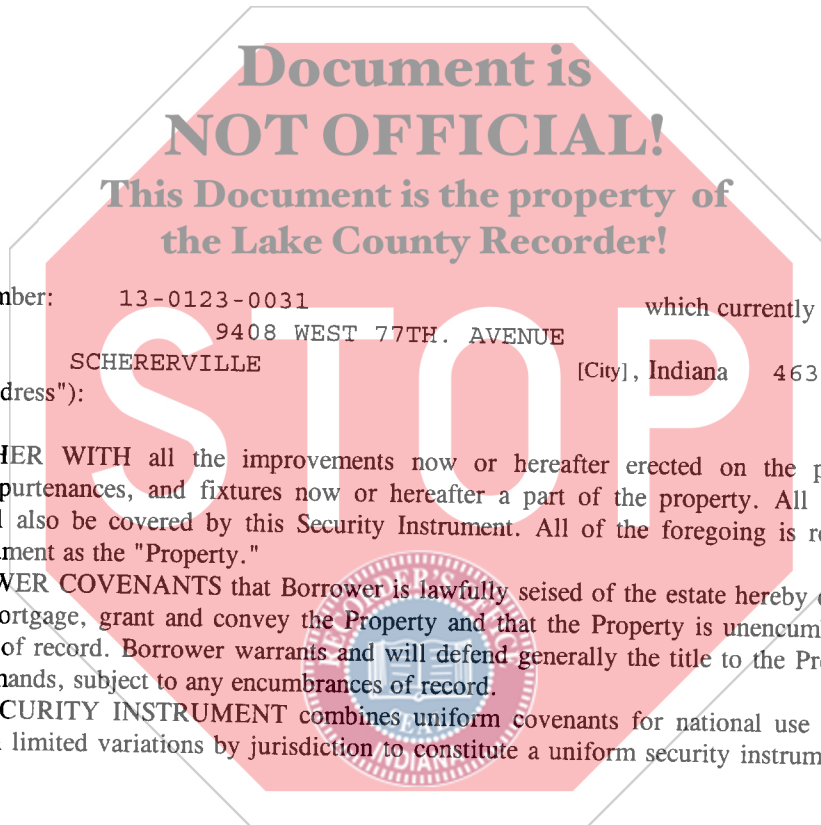 Document is
NOT OFFICIAL!
This Document is the property of
the Lake County Recorder!
STOP
mber: 13-0123-0031 which currently
9408 WEST 77TH. AVENUE
SCHERERVILLE [City], Indiana 463
dress"):
HER WITH all the improvements now or hereafter erected on the p
purtenances, and fixtures now or hereafter a part of the property. All
l also be covered by this Security Instrument. All of the foregoing is re
ument as the "Property."
WER COVENANTS that Borrower is lawfully seised of the estate hereby c
ortgage, grant and convey the Property and that the Property is unencumb
of record. Borrower warrants and will defend generally the title to the Pro
mands, subject to any encumbrances of record.
CURITY INSTRUMENT combines uniform covenants for national use
limited variations by jurisdiction to constitute a uniform security instrum
SEAL
INDIANA